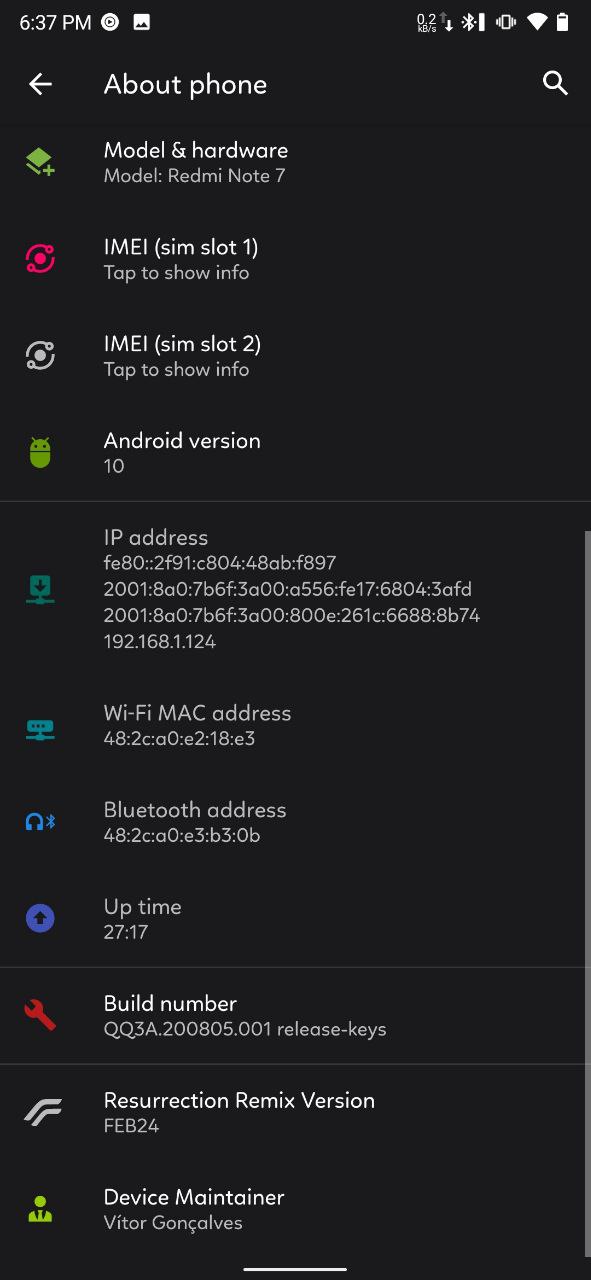 6:37 PM
0.2
kB/s
About phone
Model & hardware
Model: Redmi Note 7
IMEI (sim slot 1)
Tap to show info
IMEI (sim slot 2)
Tap to show info
Android version
10
IP address
fe80::2f91:c804:48ab:f897
2001:8a0:7b6f:3a00:a556:fe17:6804:3afd
2001:8a0:7b6f:3a00:800e:261c:6688:8b74
192.168.1.124
Wi-Fi MAC address
48:2c:a0:e2:18:e3
Bluetooth address
48:2c:a0:e3:b3:0b
Up time
27:17
Build number
QQ3A.200805.001 release-keys
Resurrection Remix Version
FEB24
Device Maintainer
Vítor Gonçalves